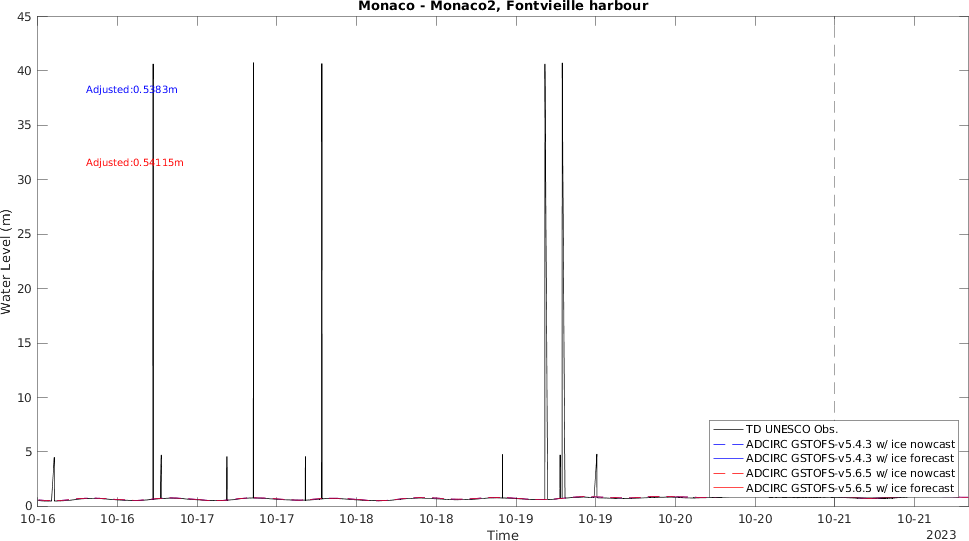 Monaco - Monaco2, Fontvieille harbour
45
40
35
30
25
20
15
10
5
0
Water Level (m)
Adjusted:0.5383m
Adjusted:0.54115m
TD UNESCO Obs.
ADCIRC GSTOFS-v5.4.3 w/ ice nowcast
ADCIRC GSTOFS-v5.4.3 w/ ice forecast
ADCIRC GSTOFS-v5.6.5 w/ ice nowcast
ADCIRC GSTOFS-v5.6.5 w/ ice forecast
10-16 10-16 10-17 10-17 10-18 10-18 10-19 10-19 10-20 10-20 10-21 10-21
Time
2023